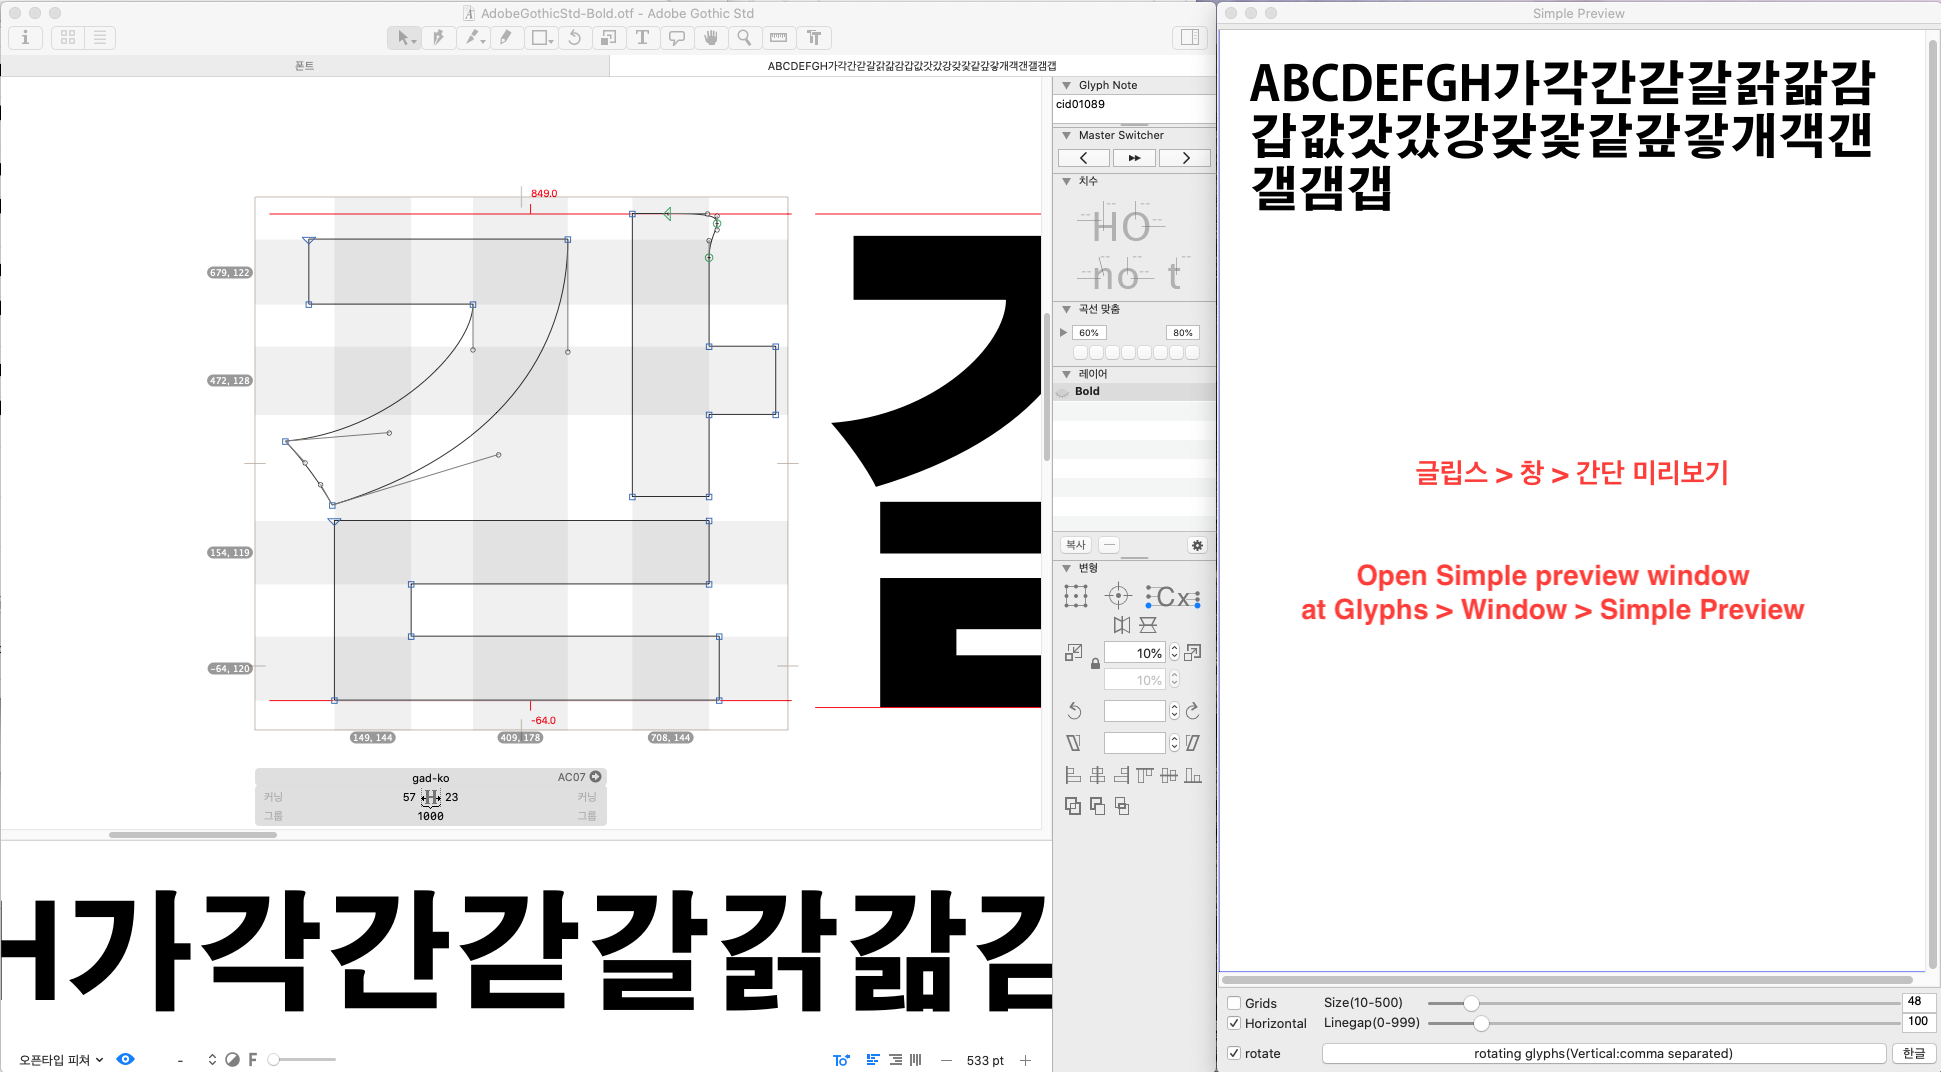 AdobeGothicStd-Bold.otf - Adobe Gothic Std
폰트
ABCDEFGH가각간갇갈갉갊감갑값갓갔강갖갗같갚갛개객갠갤갬갭
849.0
679, 122
472, 128
154, 119
-64, 120
-64.0
149, 144
409, 178
708, 144
gad-ko
AC07
커닝
57
H
23
커닝
그룹
1000
그룹
H가각간갇갈갉갊감
오픈타입 피쳐
-
F
533 pt
Glyph Note
cid01089
Master Switcher
치수
HO
no t
곡선 맞춤
60%
80%
레이어
Bold
복사
변형
Cx
10%
10%
Simple Preview
ABCDEFGH가각간갇갈갉갊감
갑값갓갔강갖갗같갚갛개객갠
갤갬갭
글립스 > 창 > 간단 미리보기
Open Simple preview window
at Glyphs > Window > Simple Preview
Grids
Size(10-500)
48
Horizontal
Linegap(0-999)
100
rotate
rotating glyphs(Vertical:comma separated)
한글